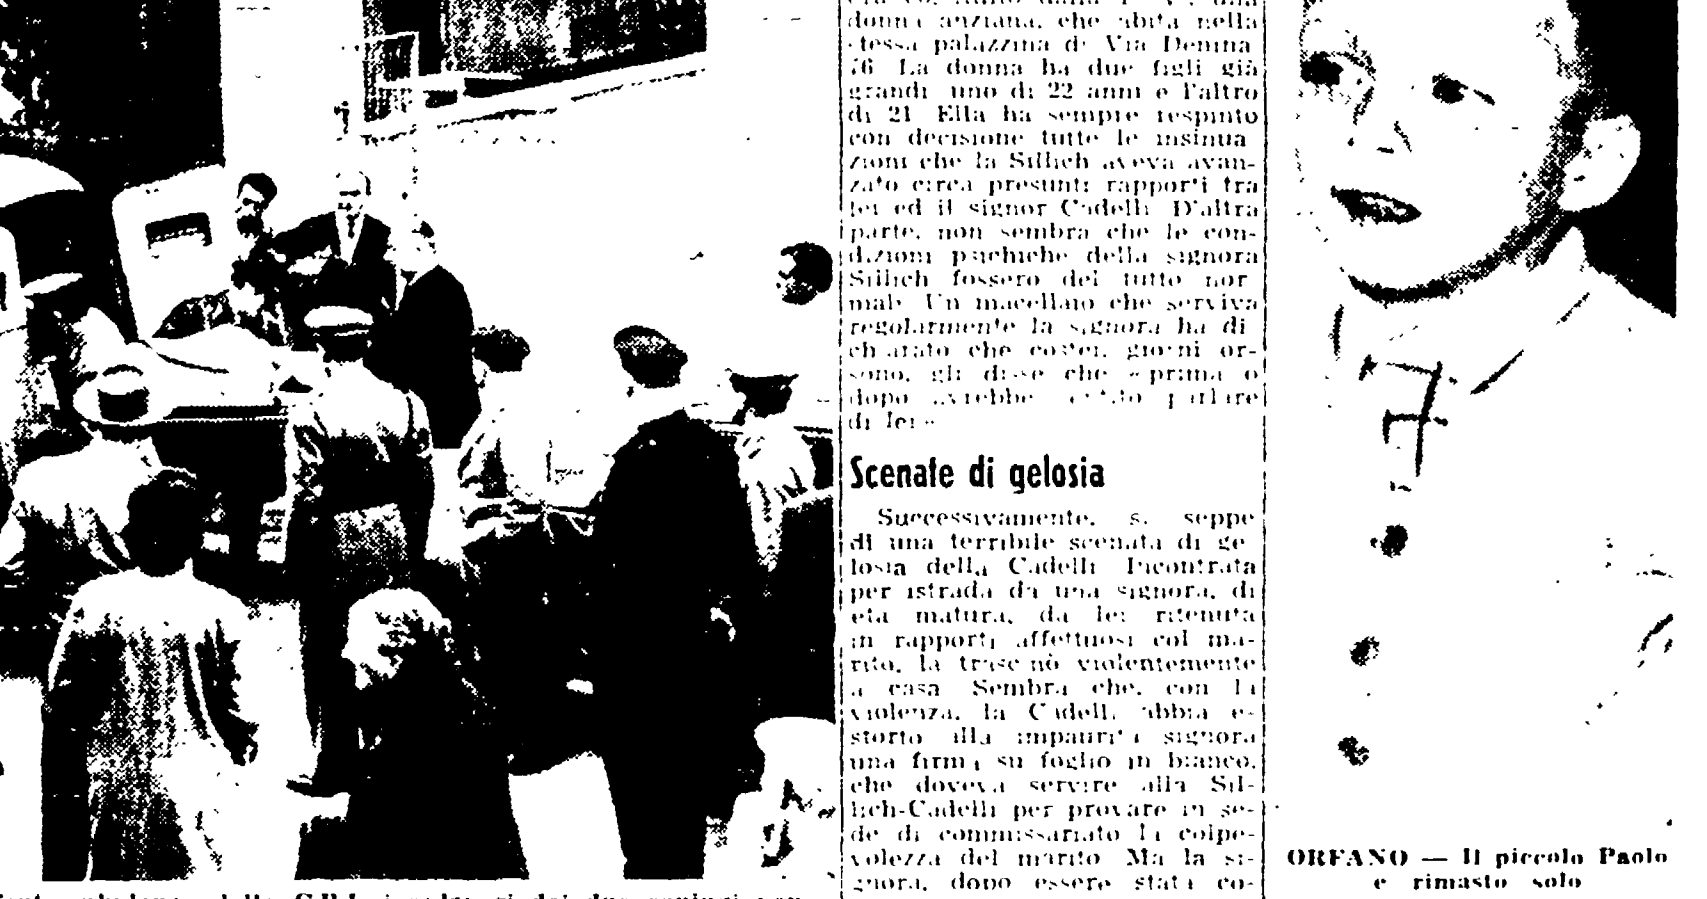 donna anziana, che abita nella
stessa palazzina di Via Denina
76 La donna ha due figli già
grandi uno di 22 anni e l'altro
di 21 Ella ha sempre respinto
con decisione tutte le insinua
zioni che la Sillich aveva avan-
zato circa presunti rapporti tra
lei ed il signor Cadelli D'altra
parte, non sembra che le con-
dizioni psichiche della signora
Sillich fossero del tutto nor
mali Un macellaio che serviva
regolarmente la signora ha di
chiarato che costei, giorni or-
sono, gli disse che «prima o
dopo avrebbe sentito parlare
di lei»
Scenate di gelosia
Successivamente, si seppe
di una terribile scenata di ge
losia della Cadelli Incontrata
per istrada da una signora, di
età matura, da lei ritenuta
in rapporti affettuosi col ma-
rito, la trascinò violentemente
a casa Sembra che, con la
violenza, la Cadelli abbia e-
storto alla impaurita signora
una firma su foglio in bianco,
che doveva servire alla Sil-
lich-Cadelli per provare in se-
de di commissariato la colpe-
volezza del marito Ma la si-
gnora, dopo essere stata co-
ORFANO — Il piccolo Paolo
e rimasto solo